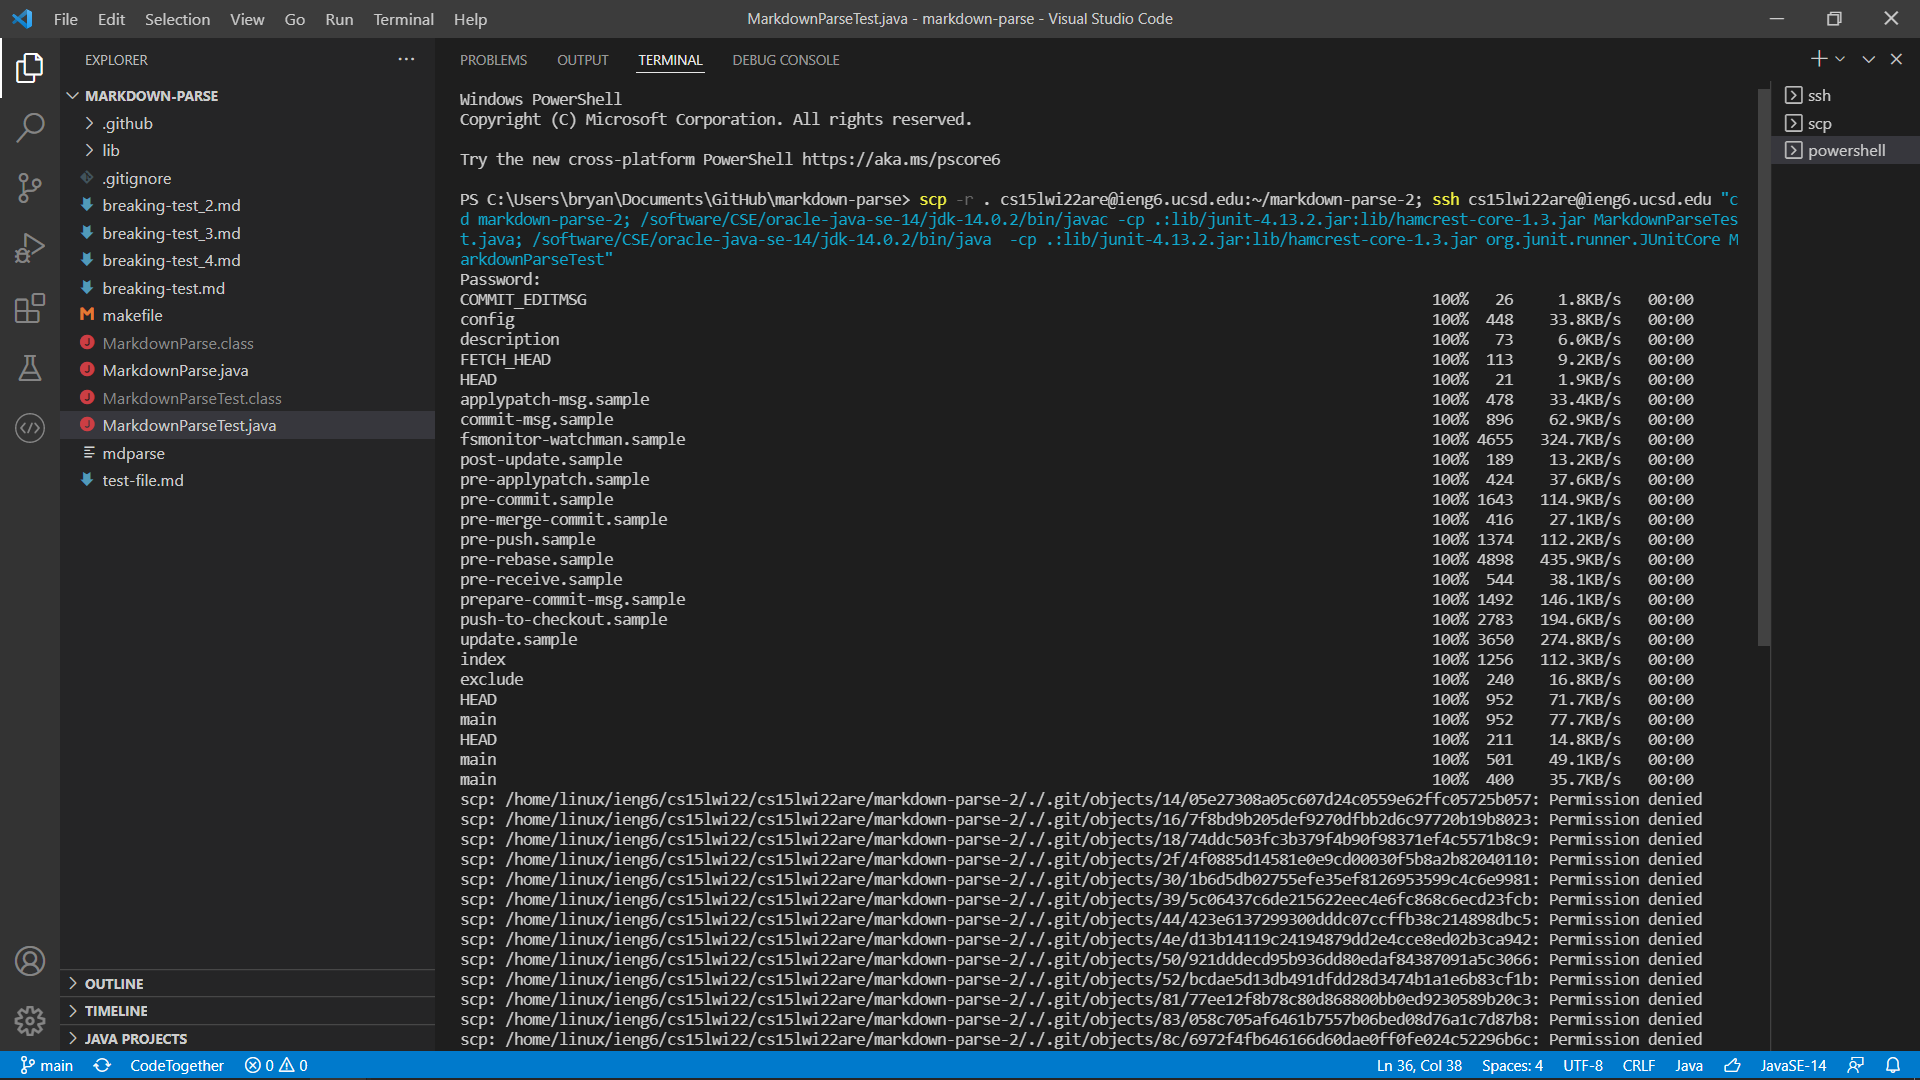 File Edit Selection View Go Run Terminal Help
MarkdownParseTest.java - markdown-parse - Visual Studio Code
EXPLORER
MARKDOWN-PARSE
.github
lib
.gitignore
breaking-test_2.md
breaking-test_3.md
breaking-test_4.md
breaking-test.md
makefile
MarkdownParse.class
MarkdownParse.java
MarkdownParseTest.class
MarkdownParseTest.java
mdparse
test-file.md
OUTLINE
TIMELINE
JAVA PROJECTS
PROBLEMS OUTPUT TERMINAL DEBUG CONSOLE
Windows PowerShell
Copyright (C) Microsoft Corporation. All rights reserved.
Try the new cross-platform PowerShell https://aka.ms/pscore6
PS C:\Users\bryan\Documents\GitHub\markdown-parse> scp -r . cs15lwi22are@ieng6.ucsd.edu:~/markdown-parse-2; ssh cs15lwi22are@ieng6.ucsd.edu "c
d markdown-parse-2; /software/CSE/oracle-java-se-14/jdk-14.0.2/bin/javac -cp .:lib/junit-4.13.2.jar:lib/hamcrest-core-1.3.jar MarkdownParseTes
t.java; /software/CSE/oracle-java-se-14/jdk-14.0.2/bin/java  -cp .:lib/junit-4.13.2.jar:lib/hamcrest-core-1.3.jar org.junit.runner.JUnitCore M
arkdownParseTest"
Password:
COMMIT_EDITMSG 100% 26 1.8KB/s 00:00
config 100% 448 33.8KB/s 00:00
description 100% 73 6.0KB/s 00:00
FETCH_HEAD 100% 113 9.2KB/s 00:00
HEAD 100% 21 1.9KB/s 00:00
applypatch-msg.sample 100% 478 33.4KB/s 00:00
commit-msg.sample 100% 896 62.9KB/s 00:00
fsmonitor-watchman.sample 100% 4655 324.7KB/s 00:00
post-update.sample 100% 189 13.2KB/s 00:00
pre-applypatch.sample 100% 424 37.6KB/s 00:00
pre-commit.sample 100% 1643 114.9KB/s 00:00
pre-merge-commit.sample 100% 416 27.1KB/s 00:00
pre-push.sample 100% 1374 112.2KB/s 00:00
pre-rebase.sample 100% 4898 435.9KB/s 00:00
pre-receive.sample 100% 544 38.1KB/s 00:00
prepare-commit-msg.sample 100% 1492 146.1KB/s 00:00
push-to-checkout.sample 100% 2783 194.6KB/s 00:00
update.sample 100% 3650 274.8KB/s 00:00
index 100% 1256 112.3KB/s 00:00
exclude 100% 240 16.8KB/s 00:00
HEAD 100% 952 71.7KB/s 00:00
main 100% 952 77.7KB/s 00:00
HEAD 100% 211 14.8KB/s 00:00
main 100% 501 49.1KB/s 00:00
main 100% 400 35.7KB/s 00:00
scp: /home/linux/ieng6/cs15lwi22/cs15lwi22are/markdown-parse-2/./.git/objects/14/05e27308a05c607d24c0559e62ffc05725b057: Permission denied
scp: /home/linux/ieng6/cs15lwi22/cs15lwi22are/markdown-parse-2/./.git/objects/16/7f8bd9b205def9270dfbb2d6c97720b19b8023: Permission denied
scp: /home/linux/ieng6/cs15lwi22/cs15lwi22are/markdown-parse-2/./.git/objects/18/74ddc503fc3b379f4b90f98371ef4c5571b8c9: Permission denied
scp: /home/linux/ieng6/cs15lwi22/cs15lwi22are/markdown-parse-2/./.git/objects/2f/4f0885d14581e0e9cd00030f5b8a2b82040110: Permission denied
scp: /home/linux/ieng6/cs15lwi22/cs15lwi22are/markdown-parse-2/./.git/objects/30/1b6d5db02755efe35ef8126953599c4c6e9981: Permission denied
scp: /home/linux/ieng6/cs15lwi22/cs15lwi22are/markdown-parse-2/./.git/objects/39/5c06437c6de215622eec4e6fc868c6ecd23fcb: Permission denied
scp: /home/linux/ieng6/cs15lwi22/cs15lwi22are/markdown-parse-2/./.git/objects/44/423e6137299300dddc07ccffb38c214898dbc5: Permission denied
scp: /home/linux/ieng6/cs15lwi22/cs15lwi22are/markdown-parse-2/./.git/objects/4e/d13b14119c24194879dd2e4cce8ed02b3ca942: Permission denied
scp: /home/linux/ieng6/cs15lwi22/cs15lwi22are/markdown-parse-2/./.git/objects/50/921dddecd95b936dd80edaf84387091a5c3066: Permission denied
scp: /home/linux/ieng6/cs15lwi22/cs15lwi22are/markdown-parse-2/./.git/objects/52/bcdae5d13db491dfdd28d3474b1a1e6b83cf1b: Permission denied
scp: /home/linux/ieng6/cs15lwi22/cs15lwi22are/markdown-parse-2/./.git/objects/81/77ee12f8b78c80d868800bb0ed9230589b20c3: Permission denied
scp: /home/linux/ieng6/cs15lwi22/cs15lwi22are/markdown-parse-2/./.git/objects/83/058c705af6461b7557b06bed08d76a1c7d87b8: Permission denied
scp: /home/linux/ieng6/cs15lwi22/cs15lwi22are/markdown-parse-2/./.git/objects/8c/6972f4fb646166d60dae0ff0fe024c52296b6c: Permission denied
ssh
scp
powershell
main CodeTogether 0 0 Ln 36, Col 38 Spaces: 4 UTF-8 CRLF Java JavaSE-14